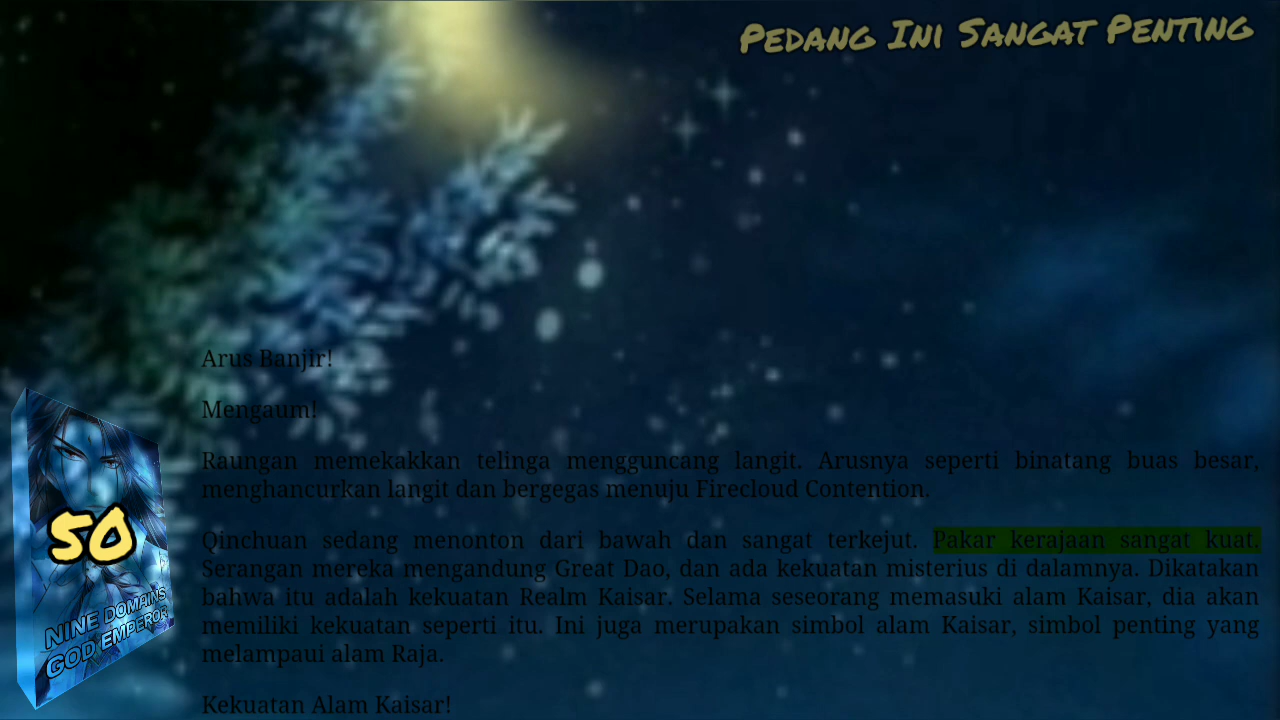 Pedang Ini Sangat Penting
Arus Banjir!
Mengaum!
Raungan memekakkan telinga mengguncang langit. Arusnya seperti binatang buas besar,
menghancurkan langit dan bergegas menuju Firecloud Contention.
Qinchuan sedang menonton dari bawah dan sangat terkejut. Pakar kerajaan sangat kuat.
Serangan mereka mengandung Great Dao, dan ada kekuatan misterius di dalamnya. Dikatakan
bahwa itu adalah kekuatan Realm Kaisar. Selama seseorang memasuki alam Kaisar, dia akan
memiliki kekuatan seperti itu. Ini juga merupakan simbol alam Kaisar, simbol penting yang
melampaui alam Raja.
Kekuatan Alam Kaisar!
50
NINE DOMAINS
GOD EMPEROR